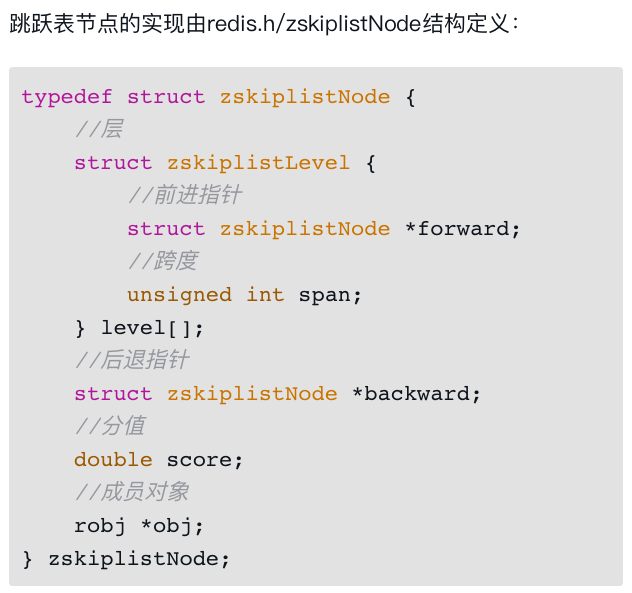 跳跃表节点的实现由redis.h/zskiplistNode结构定义：
typedef struct zskiplistNode {
    //层
    struct zskiplistLevel {
        //前进指针
        struct zskiplistNode *forward;
        //跨度
        unsigned int span;
    } level[];
    //后退指针
    struct zskiplistNode *backward;
    //分值
    double score;
    //成员对象
    robj *obj;
} zskiplistNode;